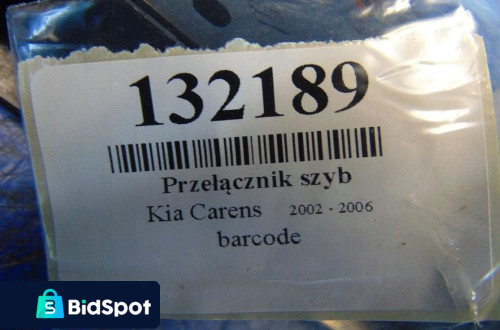 132189
Przełącznik szyb
Kia Carens 2002 - 2006
barcode
BidSpot